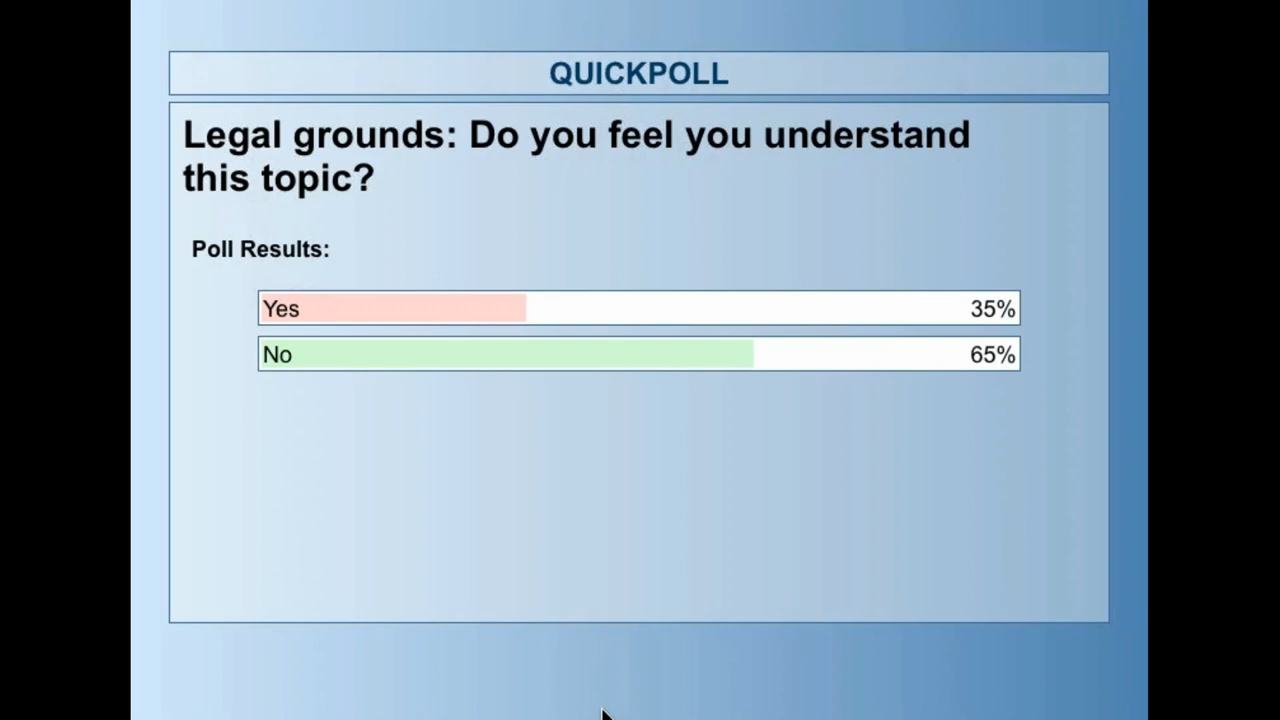 QUICKPOLL
Legal grounds: Do you feel you understand
this topic?
Poll Results:
Yes 35%
No 65%